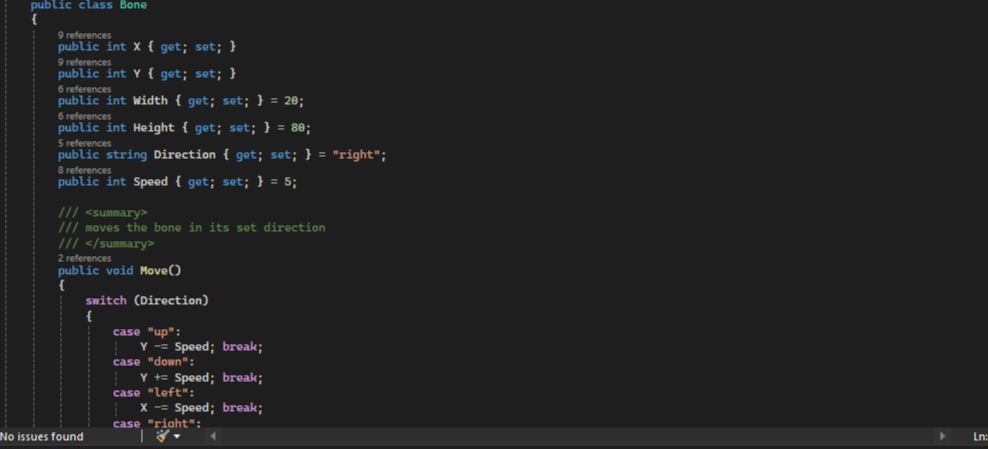 public class Bone
{
9 references
public int X { get; set; }
9 references
public int Y { get; set; }
6 references
public int Width { get; set; } = 20;
6 references
public int Height { get; set; } = 80;
5 references
public string Direction { get; set; } = "right";
8 references
public int Speed { get; set; } = 5;
/// <summary>
/// moves the bone in its set direction
/// </summary>
2 references
public void Move()
{
switch (Direction)
{
case "up":
Y -= Speed; break;
case "down":
Y += Speed; break;
case "left":
X -= Speed; break;
case "right":
No issues found
Ln: